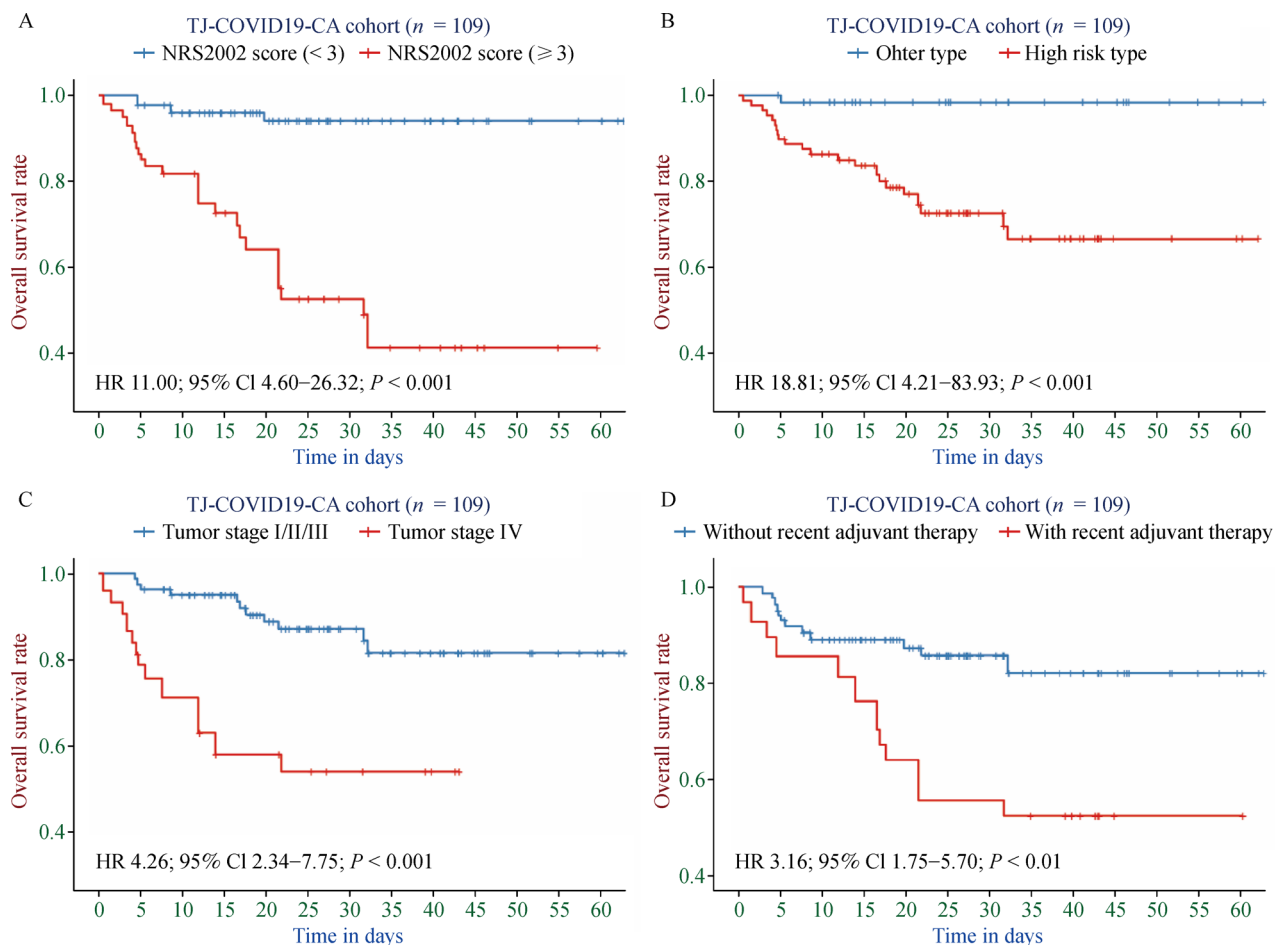 A
TJ-COVID19-CA cohort (n = 109)
NRS2002 score (< 3) NRS2002 score (⩾ 3)
Overall survival rate
1.0
0.8
0.6
0.4
HR 11.00; 95% CI 4.60−26.32; P < 0.001
0 5 10 15 20 25 30 35 40 45 50 55 60
Time in days
B
TJ-COVID19-CA cohort (n = 109)
Ohter type High risk type
Overall survival rate
1.0
0.8
0.6
0.4
HR 18.81; 95% CI 4.21−83.93; P < 0.001
0 5 10 15 20 25 30 35 40 45 50 55 60
Time in days
C
TJ-COVID19-CA cohort (n = 109)
Tumor stage I/II/III Tumor stage IV
Overall survival rate
1.0
0.8
0.6
0.4
HR 4.26; 95% CI 2.34−7.75; P < 0.001
0 5 10 15 20 25 30 35 40 45 50 55 60
Time in days
D
TJ-COVID19-CA cohort (n = 109)
Without recent adjuvant therapy With recent adjuvant therapy
Overall survival rate
1.0
0.8
0.6
0.4
HR 3.16; 95% CI 1.75−5.70; P < 0.01
0 5 10 15 20 25 30 35 40 45 50 55 60
Time in days